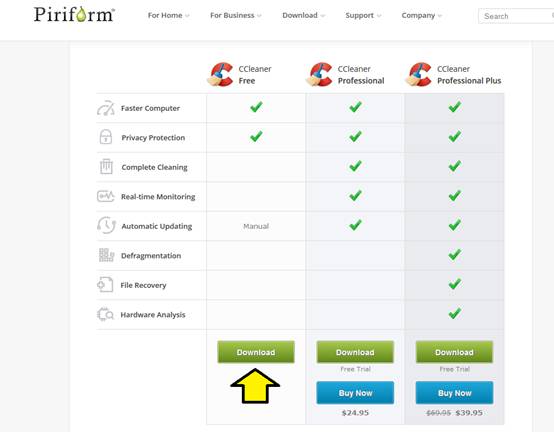 Piriform
For Home For Business Download Support Company Search
CCleaner Free
CCleaner Professional
CCleaner Professional Plus
Faster Computer
Privacy Protection
Complete Cleaning
Real-time Monitoring
Automatic Updating Manual
Defragmentation
File Recovery
Hardware Analysis
Download Download Download
Free Trial Free Trial
Buy Now Buy Now
$24.95 $69.95 $39.95